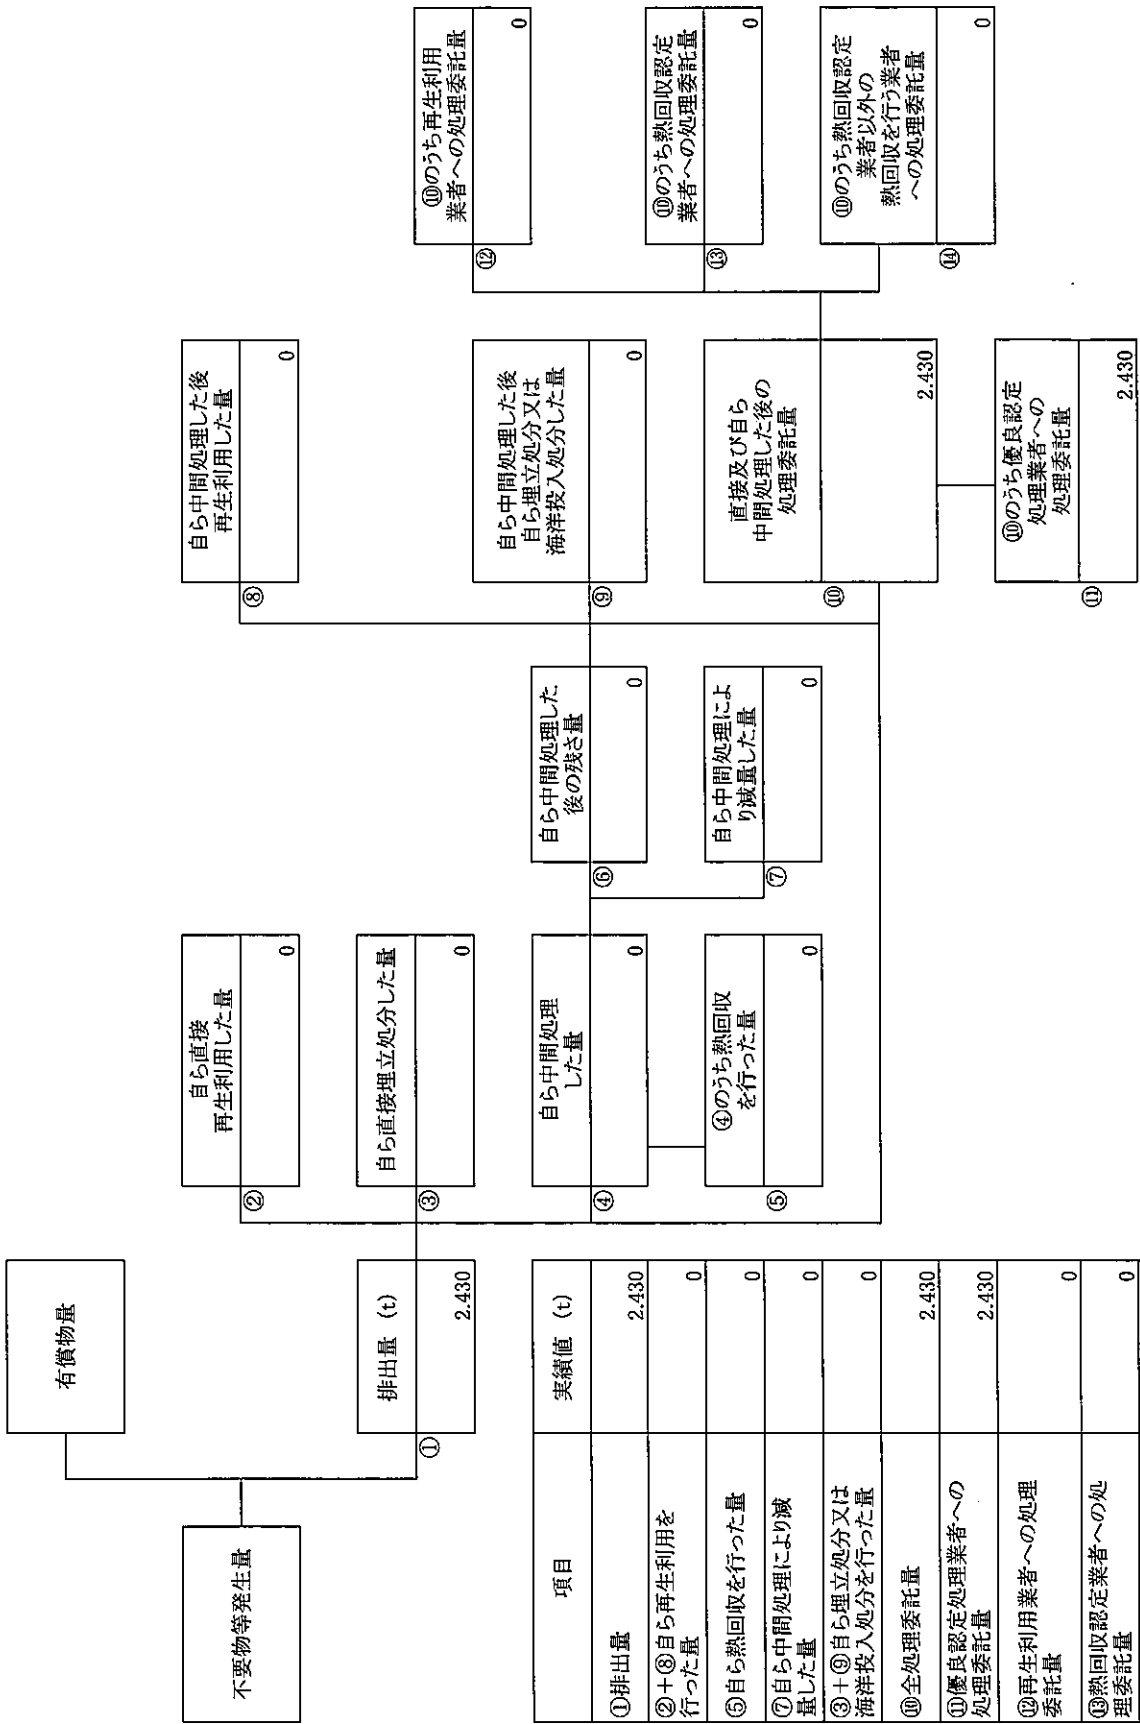 不要物等発生量
有償物量
①
排出量 (t)
2.430
②
自ら直接
再生利用した量
0
③
自ら直接埋立処分した量
0
④
自ら中間処理
した量
0
⑤
④のうち熱回収
を行った量
0
⑥
自ら中間処理した
後の残さ量
0
⑦
自ら中間処理によ
り減量した量
0
⑧
自ら中間処理した後
再生利用した量
0
⑨
自ら中間処理した後
自ら埋立処分又は
海洋投入処分した量
0
⑩
直接及び自ら
中間処理した後の
処理委託量
2.430
⑪
⑩のうち優良認定
処理業者への
処理委託量
2.430
⑫
⑩のうち再生利用
業者への処理委託量
0
⑬
⑩のうち熱回収認定
業者への処理委託量
0
⑭
⑩のうち熱回収認定
業者以外の
熱回収を行う業者
への処理委託量
0
項目 実績値 (t)
①排出量 2.430
②+⑧自ら再生利用を
行った量 0
⑤自ら熱回収を行った量 0
⑦自ら中間処理により減
量した量 0
③+⑨自ら埋立処分又は
海洋投入処分を行った量 0
⑩全処理委託量 2.430
⑪優良認定処理業者への
処理委託量 2.430
⑫再生利用業者への処理
委託量 0
⑬熱回収認定業者への処
理委託量 0